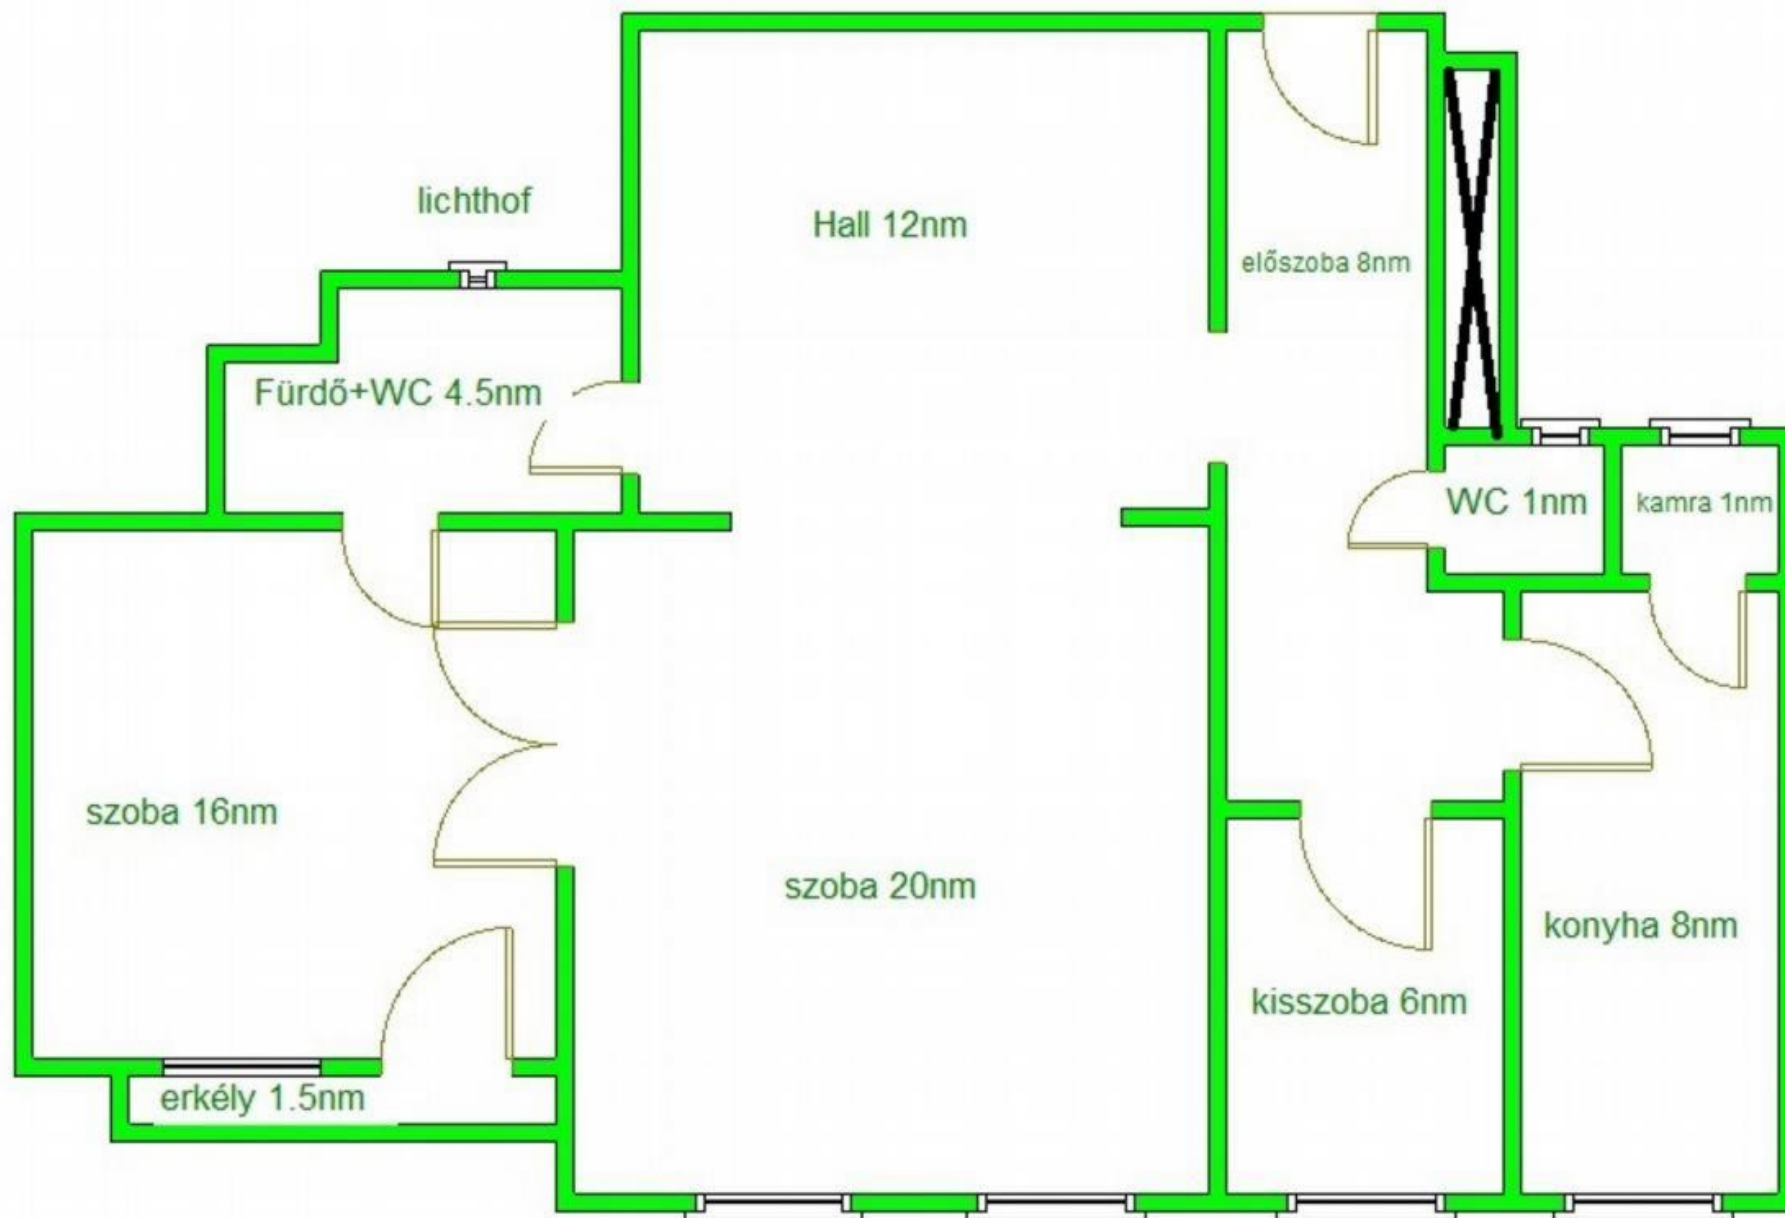 lichthof
Hall 12nm
előszoba 8nm
Fürdő+WC 4.5nm
WC 1nm
kamra 1nm
szoba 16nm
szoba 20nm
konyha 8nm
kisszoba 6nm
erkély 1.5nm